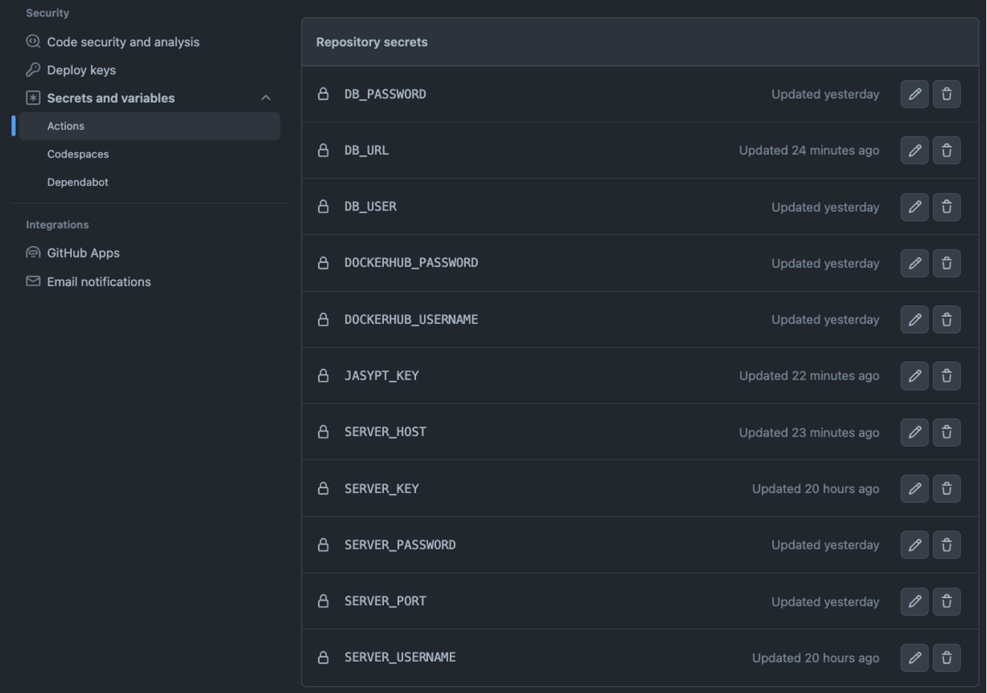 Security
Code security and analysis
Deploy keys
Secrets and variables
Actions
Codespaces
Dependabot
Integrations
GitHub Apps
Email notifications
Repository secrets
DB_PASSWORD Updated yesterday
DB_URL Updated 24 minutes ago
DB_USER Updated yesterday
DOCKERHUB_PASSWORD Updated yesterday
DOCKERHUB_USERNAME Updated yesterday
JASYPT_KEY Updated 22 minutes ago
SERVER_HOST Updated 23 minutes ago
SERVER_KEY Updated 20 hours ago
SERVER_PASSWORD Updated yesterday
SERVER_PORT Updated yesterday
SERVER_USERNAME Updated 20 hours ago